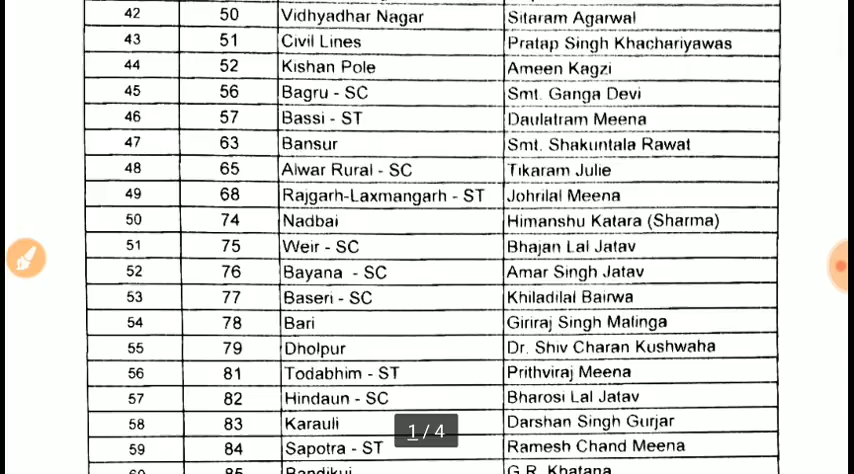 42 50 Vidhyadhar Nagar Sitaram Agarwal
43 51 Civil Lines Pratap Singh Khachariyawas
44 52 Kishan Pole Ameen Kagzi
45 56 Bagru - SC Smt. Ganga Devi
46 57 Bassi - ST Daulatram Meena
47 63 Bansur Smt. Shakuntala Rawat
48 65 Alwar Rural - SC Tikaram Julie
49 68 Rajgarh-Laxmangarh - ST Johrilal Meena
50 74 Nadbai Himanshu Katara (Sharma)
51 75 Weir - SC Bhajan Lal Jatav
52 76 Bayana - SC Amar Singh Jatav
53 77 Baseri - SC Khiladilal Bairwa
54 78 Bari Giriraj Singh Malinga
55 79 Dholpur Dr. Shiv Charan Kushwaha
56 81 Todabhim - ST Prithviraj Meena
57 82 Hindaun - SC Bharosi Lal Jatav
58 83 Karauli Darshan Singh Gurjar
1 / 4
59 84 Sapotra - ST Ramesh Chand Meena
60 85 Bandikui G.R. Khatana